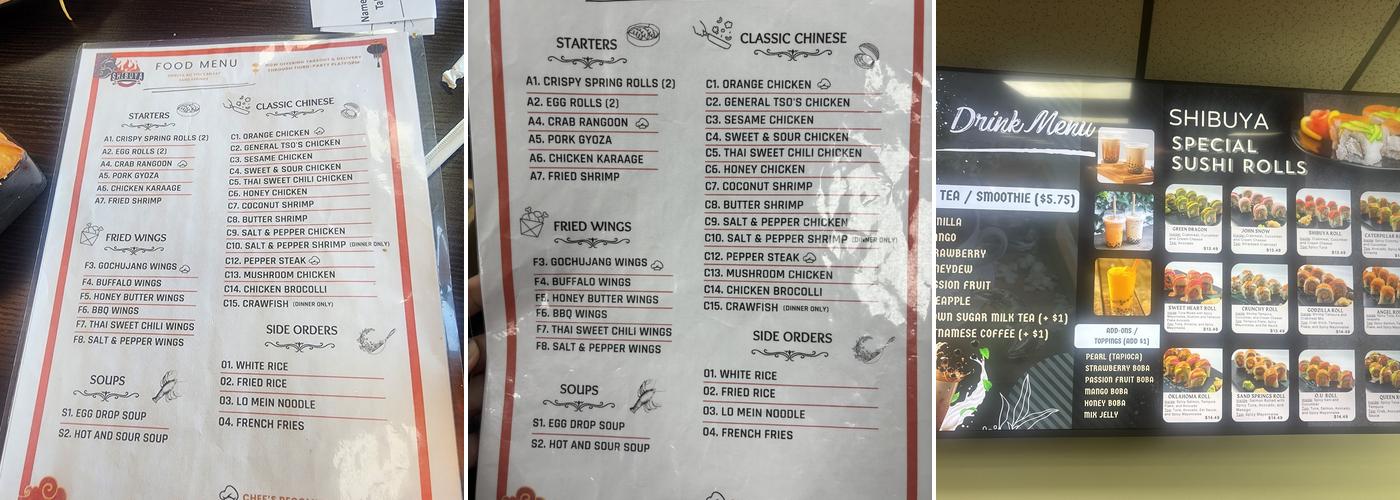 Name
Ta
SHIBUYA
FOOD MENU
NOW OFFERING TAKEOUT & DELIVERY
THROUGH THIRD-PARTY PLATFORM
STARTERS
A1. CRISPY SPRING ROLLS (2)
A2. EGG ROLLS (2)
A4. CRAB RANGOON
A5. PORK GYOZA
A6. CHICKEN KARAAGE
A7. FRIED SHRIMP
FRIED WINGS
F3. GOCHUJANG WINGS
F4. BUFFALO WINGS
F5. HONEY BUTTER WINGS
F6. BBQ WINGS
F7. THAI SWEET CHILI WINGS
F8. SALT & PEPPER WINGS
SOUPS
S1. EGG DROP SOUP
S2. HOT AND SOUR SOUP
CLASSIC CHINESE
C1. ORANGE CHICKEN
C2. GENERAL TSO'S CHICKEN
C3. SESAME CHICKEN
C4. SWEET & SOUR CHICKEN
C5. THAI SWEET CHILI CHICKEN
C6. HONEY CHICKEN
C7. COCONUT SHRIMP
C8. BUTTER SHRIMP
C9. SALT & PEPPER CHICKEN
C10. SALT & PEPPER SHRIMP (DINNER ONLY)
C12. PEPPER STEAK
C13. MUSHROOM CHICKEN
C14. CHICKEN BROCOLLI
C15. CRAWFISH (DINNER ONLY)
SIDE ORDERS
O1. WHITE RICE
O2. FRIED RICE
O3. LO MEIN NOODLE
O4. FRENCH FRIES
STARTERS
A1. CRISPY SPRING ROLLS (2)
A2. EGG ROLLS (2)
A4. CRAB RANGOON
A5. PORK GYOZA
A6. CHICKEN KARAAGE
A7. FRIED SHRIMP
FRIED WINGS
F3. GOCHUJANG WINGS
F4. BUFFALO WINGS
F5. HONEY BUTTER WINGS
F6. BBQ WINGS
F7. THAI SWEET CHILI WINGS
F8. SALT & PEPPER WINGS
SOUPS
S1. EGG DROP SOUP
S2. HOT AND SOUR SOUP
CLASSIC CHINESE
C1. ORANGE CHICKEN
C2. GENERAL TSO'S CHICKEN
C3. SESAME CHICKEN
C4. SWEET & SOUR CHICKEN
C5. THAI SWEET CHILI CHICKEN
C6. HONEY CHICKEN
C7. COCONUT SHRIMP
C8. BUTTER SHRIMP
C9. SALT & PEPPER CHICKEN
C10. SALT & PEPPER SHRIMP (DINNER ONLY)
C12. PEPPER STEAK
C13. MUSHROOM CHICKEN
C14. CHICKEN BROCOLLI
C15. CRAWFISH (DINNER ONLY)
SIDE ORDERS
O1. WHITE RICE
O2. FRIED RICE
O3. LO MEIN NOODLE
O4. FRENCH FRIES
Drink Menu
TEA / SMOOTHIE ($5.75)
NILLA
NGO
RAWBERRY
NEYDEW
SSION FRUIT
EAPPLE
WN SUGAR MILK TEA (+ $1)
TNAMESE COFFEE (+ $1)
ADD-ONS /
TOPPINGS (ADD $1)
PEARL (TAPIOCA)
STRAWBERRY BOBA
PASSION FRUIT BOBA
MANGO BOBA
HONEY BOBA
MIX JELLY
SHIBUYA
SPECIAL
SUSHI ROLLS
GREEN DRAGON
JOHN SNOW
SHIBUYA ROLL
CATERPILLAR R
SWEET HEART ROLL
CRUNCHY ROLL
GODZILLA ROLL
ANGEL RO
OKLAHOMA ROLL
SAND SPRINGS ROLL
O.U ROLL
QUEEN R